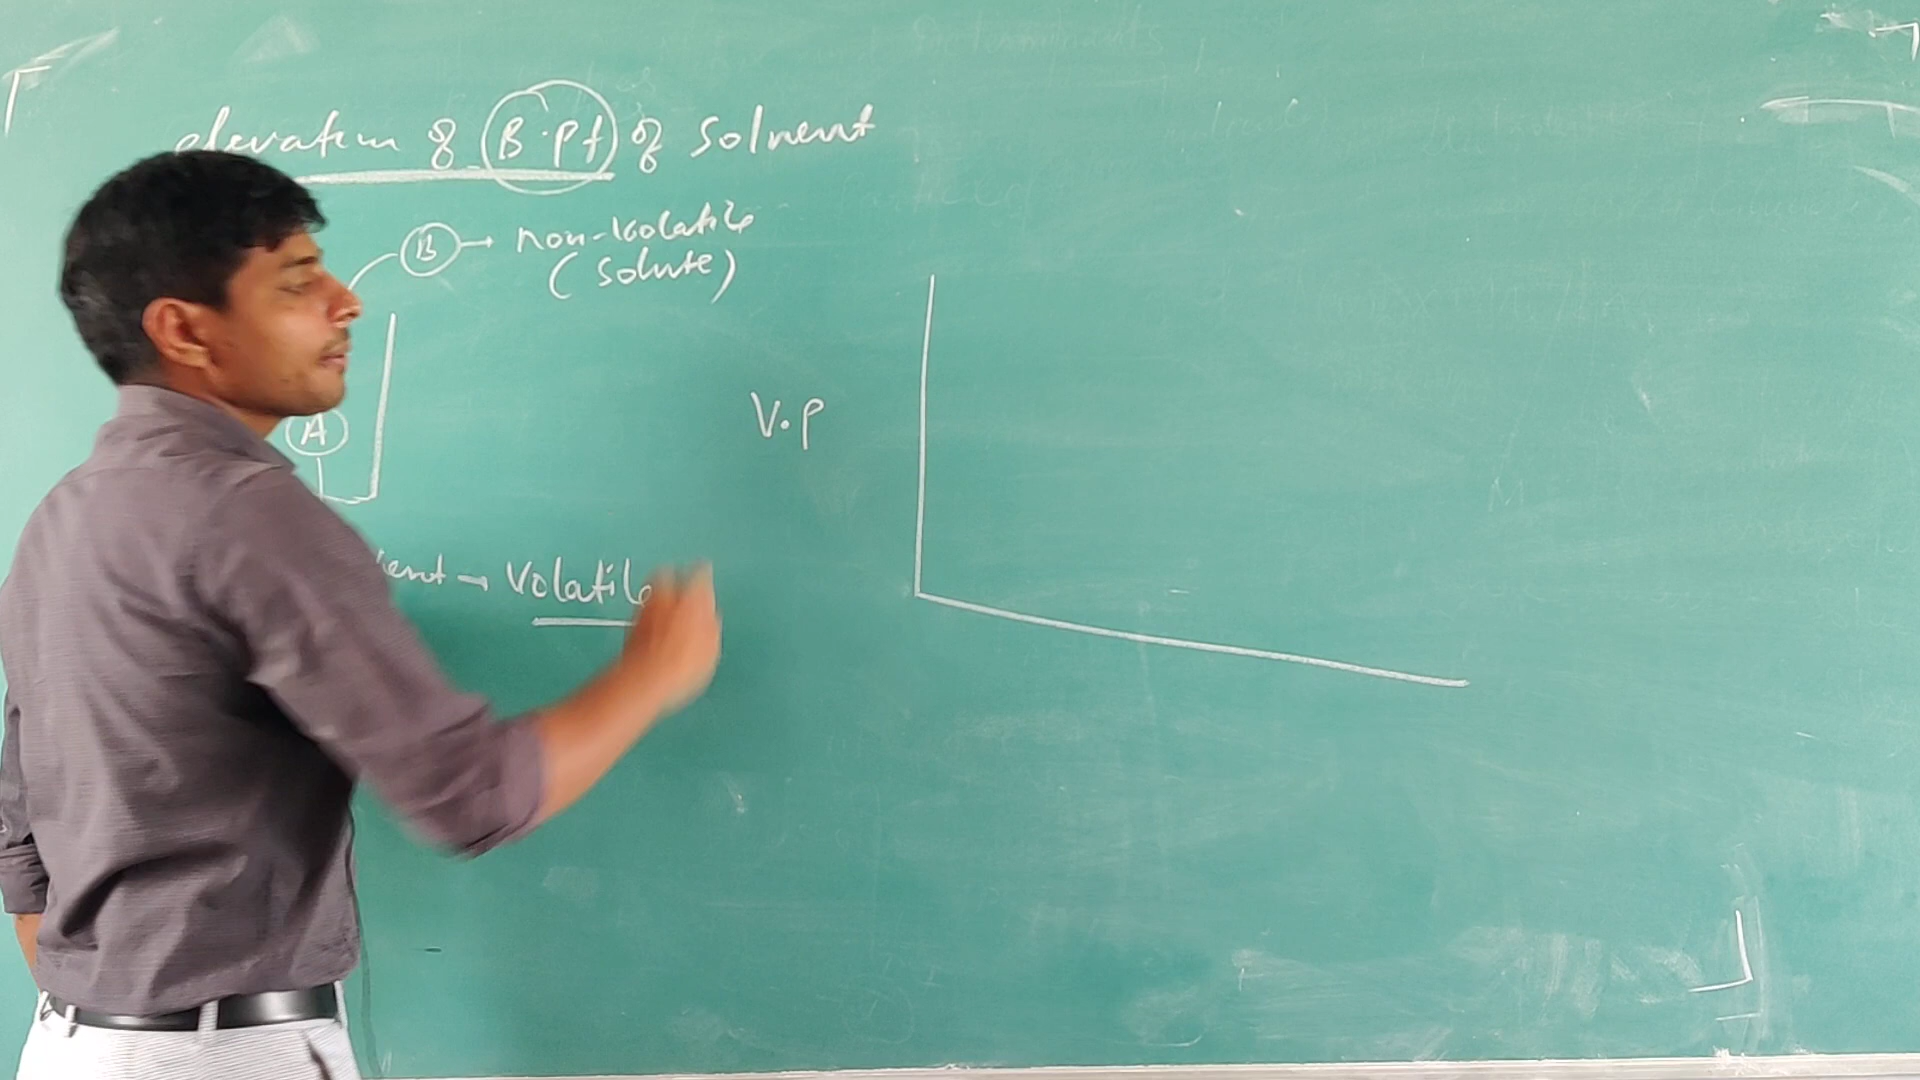 elevation of B.pt of solvent
B → non-volatile
(solute)
A
V.P
→ Volatile